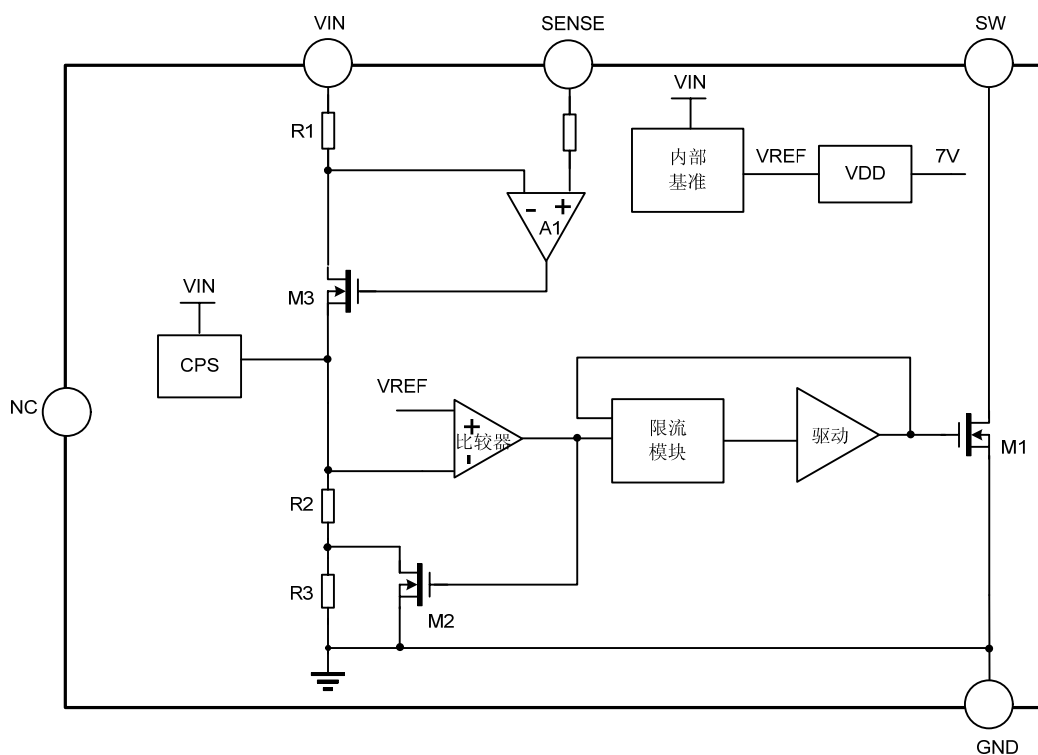 VIN
SENSE
SW
R1
VIN
内部
基准
VREF
VDD
7V
- +
A1
M3
VIN
CPS
NC
VREF
+
比较器
-
限流
模块
驱动
M1
R2
R3
M2
GND